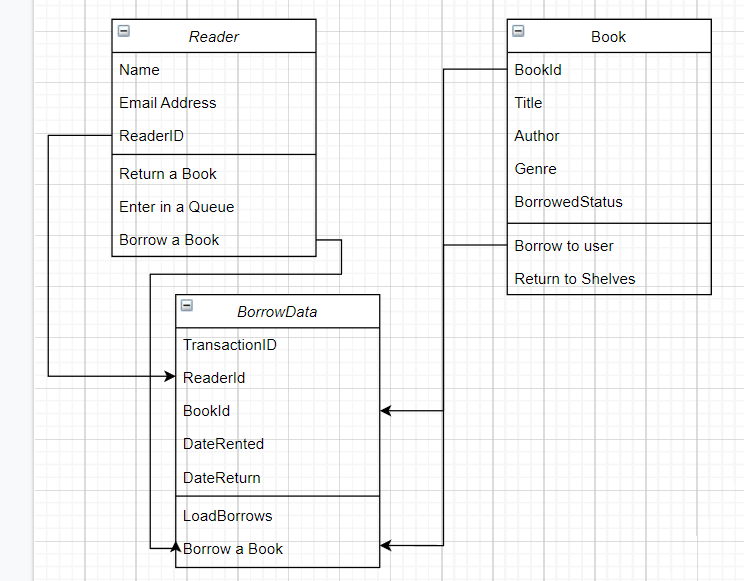 Reader
Name
Email Address
ReaderID
Return a Book
Enter in a Queue
Borrow a Book
Book
BookId
Title
Author
Genre
BorrowedStatus
Borrow to user
Return to Shelves
BorrowData
TransactionID
ReaderId
BookId
DateRented
DateReturn
LoadBorrows
Borrow a Book